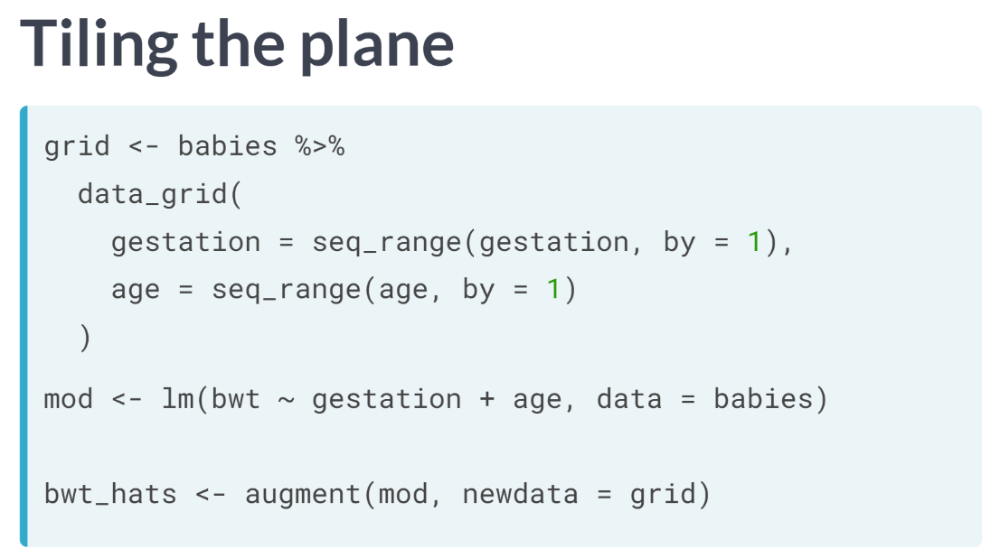 Tiling the plane
grid <- babies %>%
  data_grid(
    gestation = seq_range(gestation, by = 1),
    age = seq_range(age, by = 1)
  )
mod <- lm(bwt ~ gestation + age, data = babies)
bwt_hats <- augment(mod, newdata = grid)